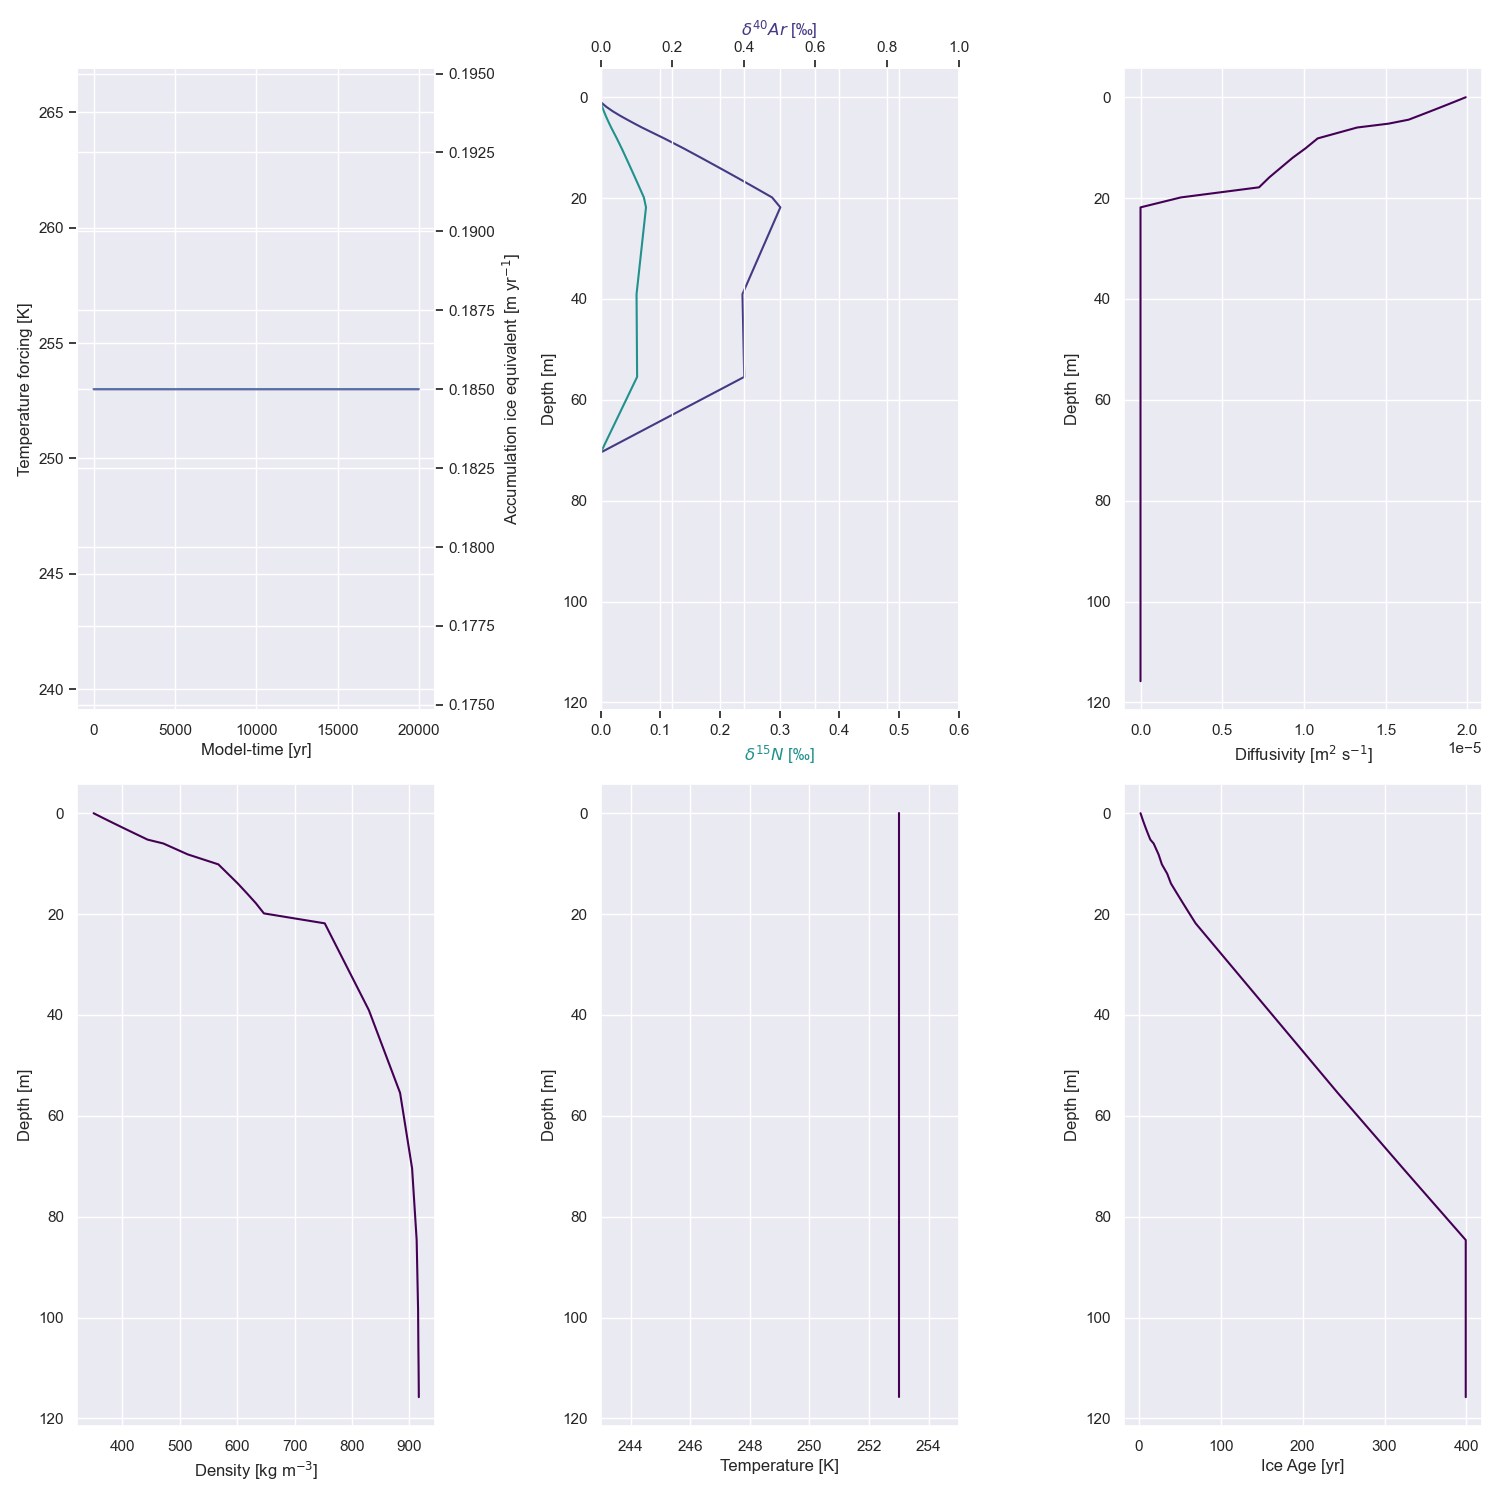 δ⁴⁰Ar [‰]
0.0 0.2 0.4 0.6 0.8 1.0
265
260
255
250
245
240
Temperature forcing [K]
0 5000 10000 15000 20000
Model-time [yr]
0.1950
0.1925
0.1900
0.1875
0.1850
0.1825
0.1800
0.1775
0.1750
Accumulation ice equivalent [m yr⁻¹]
0
20
40
60
80
100
120
Depth [m]
0.0 0.1 0.2 0.3 0.4 0.5 0.6
δ¹⁵N [‰]
0
20
40
60
80
100
120
Depth [m]
0.0 0.5 1.0 1.5 2.0
1e−5
Diffusivity [m² s⁻¹]
0
20
40
60
80
100
120
Depth [m]
400 500 600 700 800 900
Density [kg m⁻³]
0
20
40
60
80
100
120
Depth [m]
244 246 248 250 252 254
Temperature [K]
0
20
40
60
80
100
120
Depth [m]
0 100 200 300 400
Ice Age [yr]